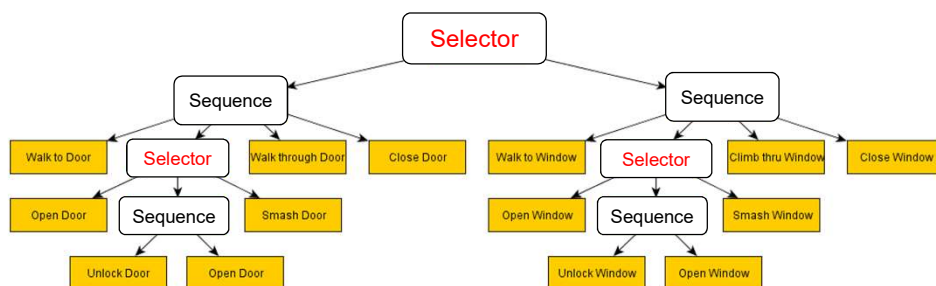 Selector
Sequence
Sequence
Walk to Door
Selector
Walk through Door
Close Door
Walk to Window
Selector
Climb thru Window
Close Window
Open Door
Sequence
Smash Door
Open Window
Sequence
Smash Window
Unlock Door
Open Door
Unlock Window
Open Window